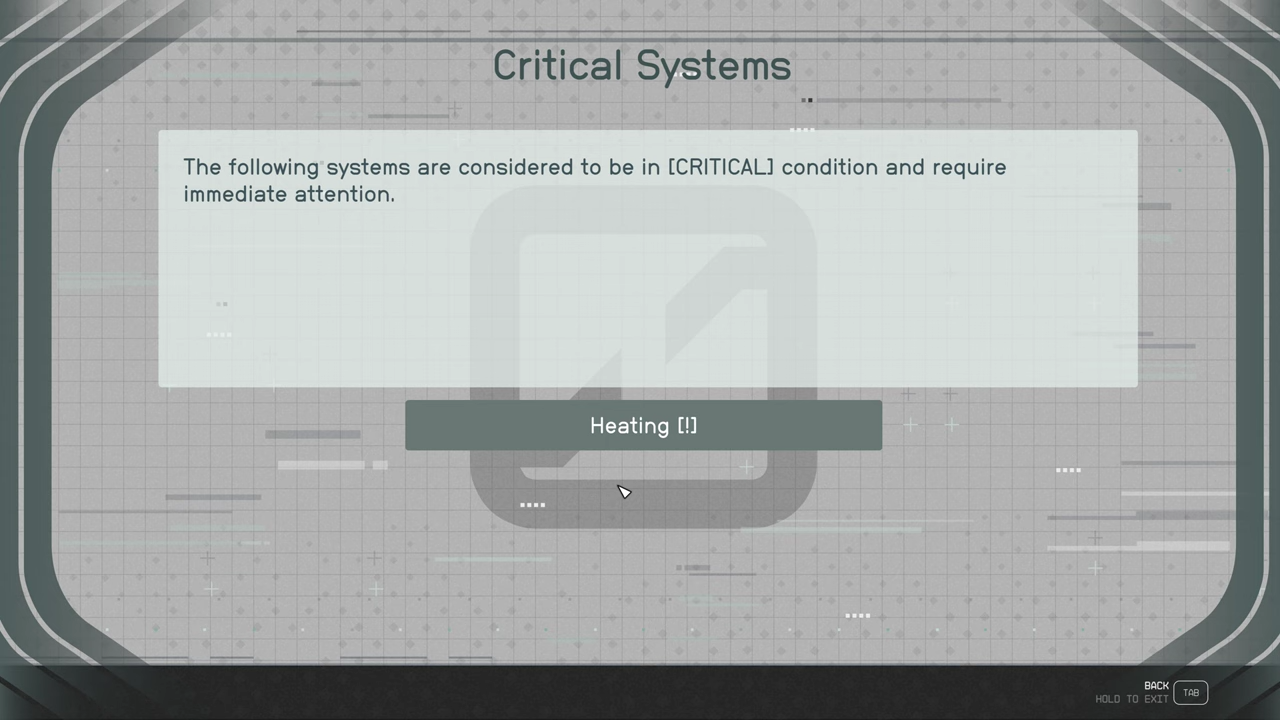 Critical Systems
The following systems are considered to be in [CRITICAL] condition and require
immediate attention.
Heating [!]
BACK
HOLD TO EXIT
TAB